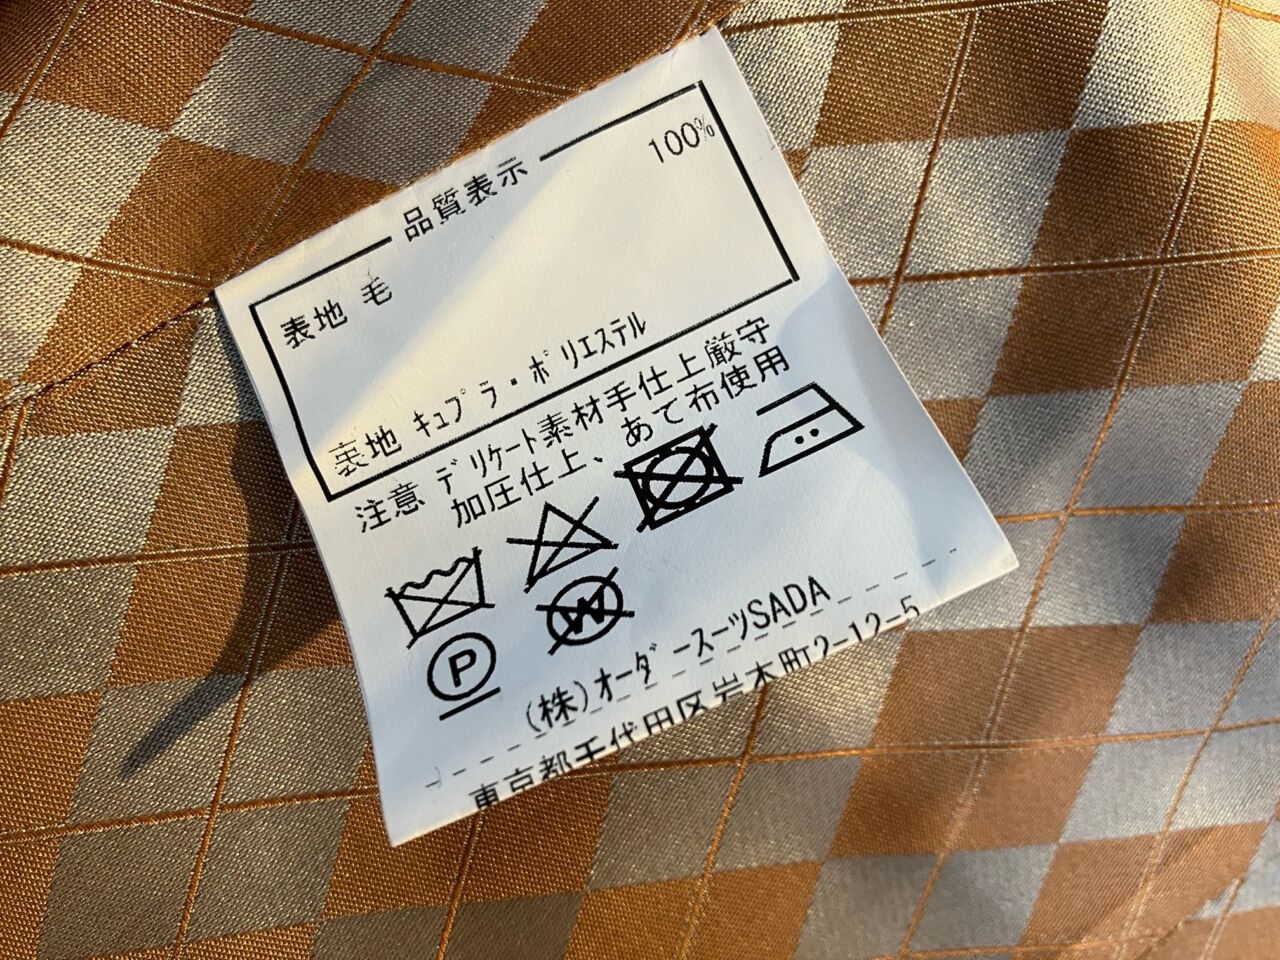 品質表示
表地 毛 100%
裏地 ｷｭﾌﾟﾗ・ﾎﾟﾘｴｽﾃﾙ
注意 ﾃﾞﾘｹｰﾄ素材手仕上厳守
加圧仕上、あて布使用
W
P
(株)ｵｰﾀﾞｰｽｰﾂSADA
東京都千代田区岩本町2-12-5